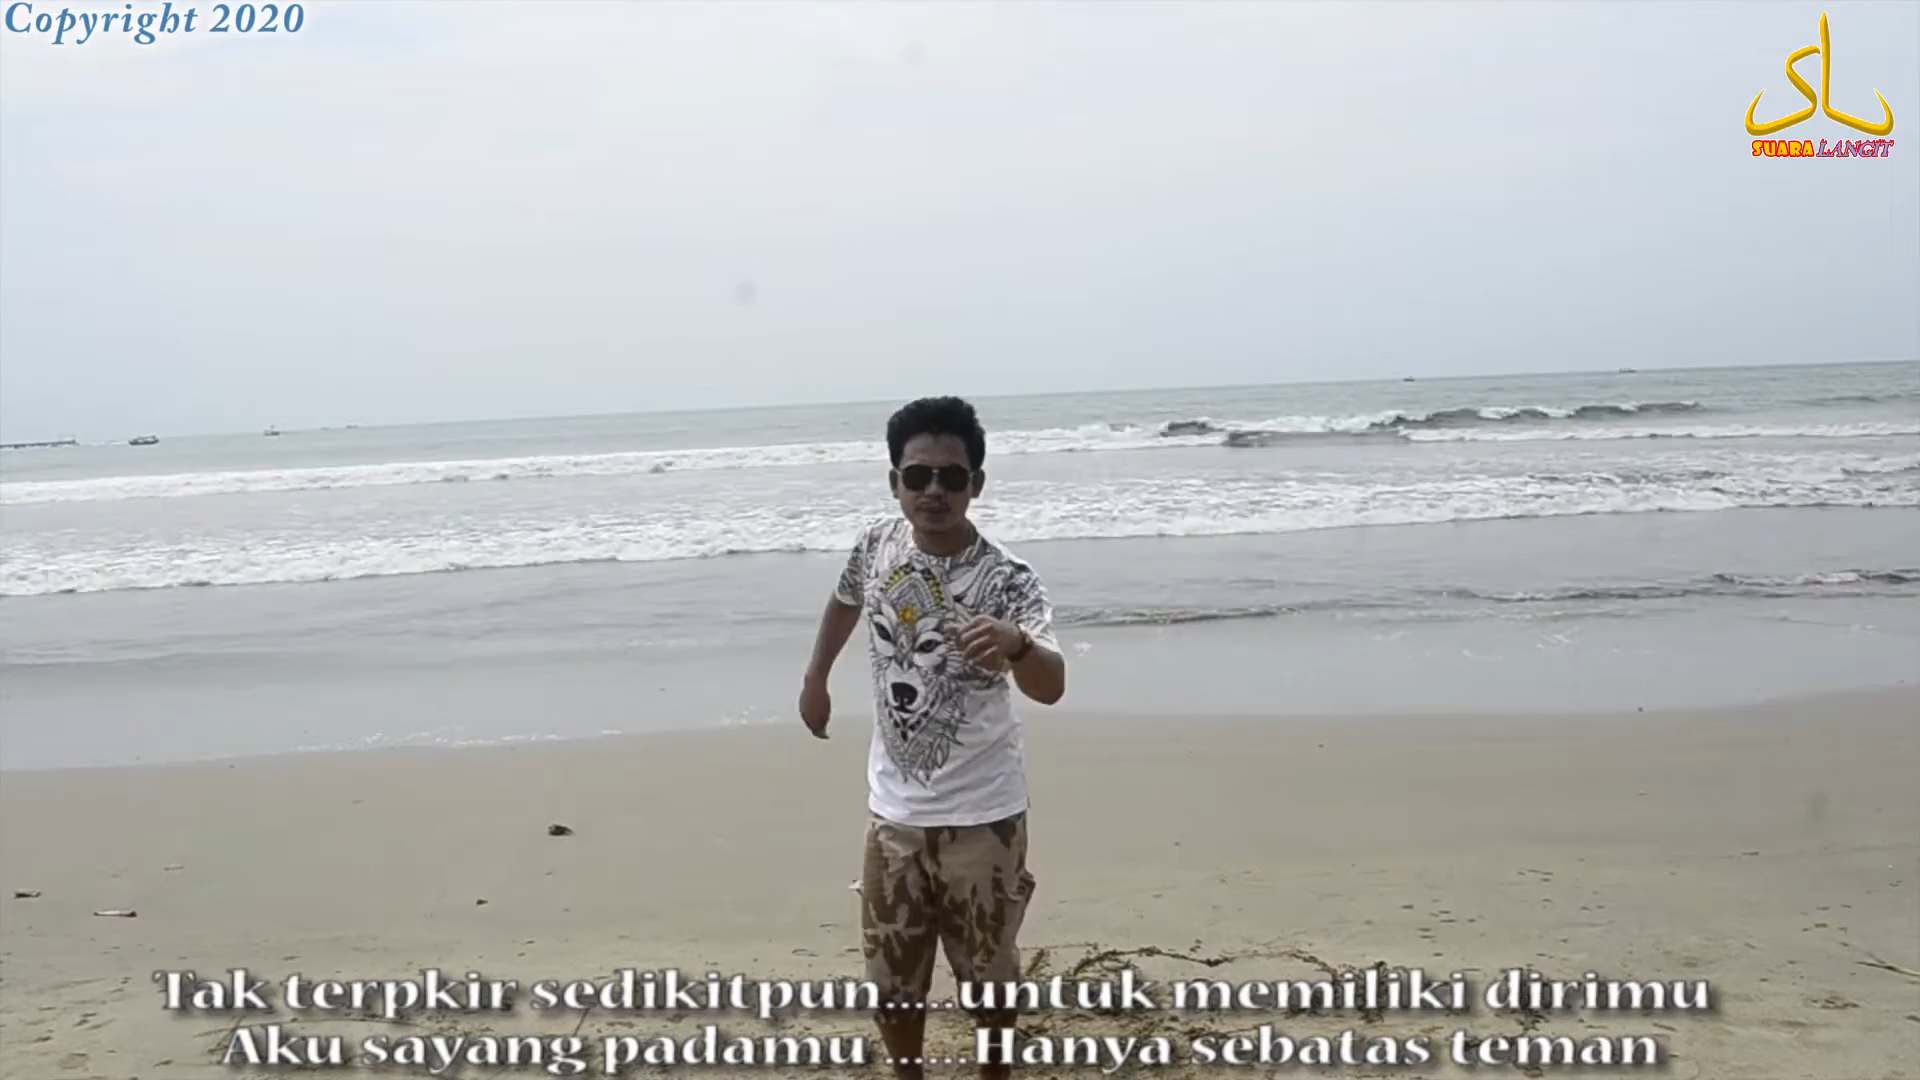 Copyright 2020
SUARA LANGIT
Tak terpkir sedikitpun.....untuk memiliki dirimu
Aku sayang padamu ......Hanya sebatas teman